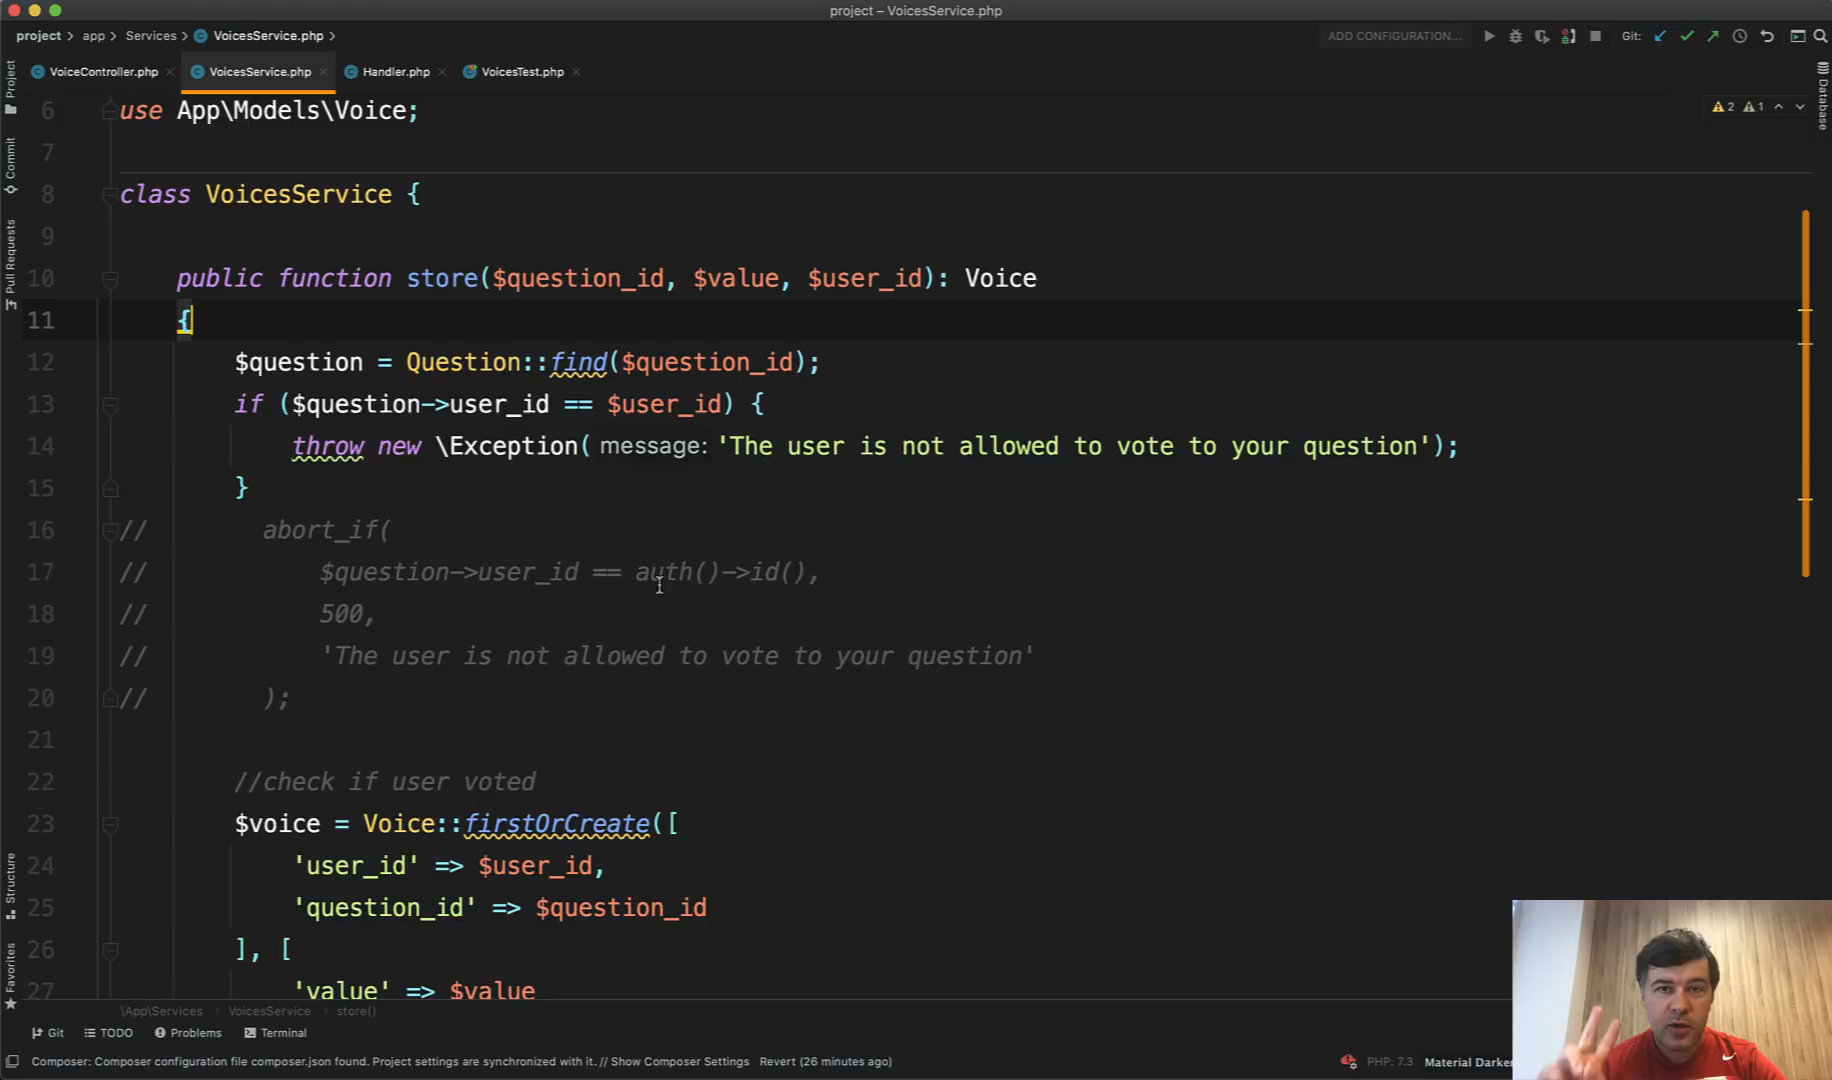 project – VoicesService.php
project > app > Services > VoicesService.php >
ADD CONFIGURATION...
Git:
VoiceController.php
VoicesService.php
Handler.php
VoicesTest.php
Project
Commit
Pull Requests
Structure
Favorites
Database
2 1
6 use App\Models\Voice;
7
8 class VoicesService {
9
10 public function store($question_id, $value, $user_id): Voice
11 {
12 $question = Question::find($question_id);
13 if ($question->user_id == $user_id) {
14 throw new \Exception( message: 'The user is not allowed to vote to your question');
15 }
16 // abort_if(
17 // $question->user_id == auth()->id(),
18 // 500,
19 // 'The user is not allowed to vote to your question'
20 // );
21
22 //check if user voted
23 $voice = Voice::firstOrCreate([
24 'user_id' => $user_id,
25 'question_id' => $question_id
26 ], [
27 'value' => $value
\App\Services > VoicesService > store()
Git TODO Problems Terminal
Composer: Composer configuration file composer.json found. Project settings are synchronized with it. // Show Composer Settings Revert (26 minutes ago)
PHP: 7.3 Material Darker